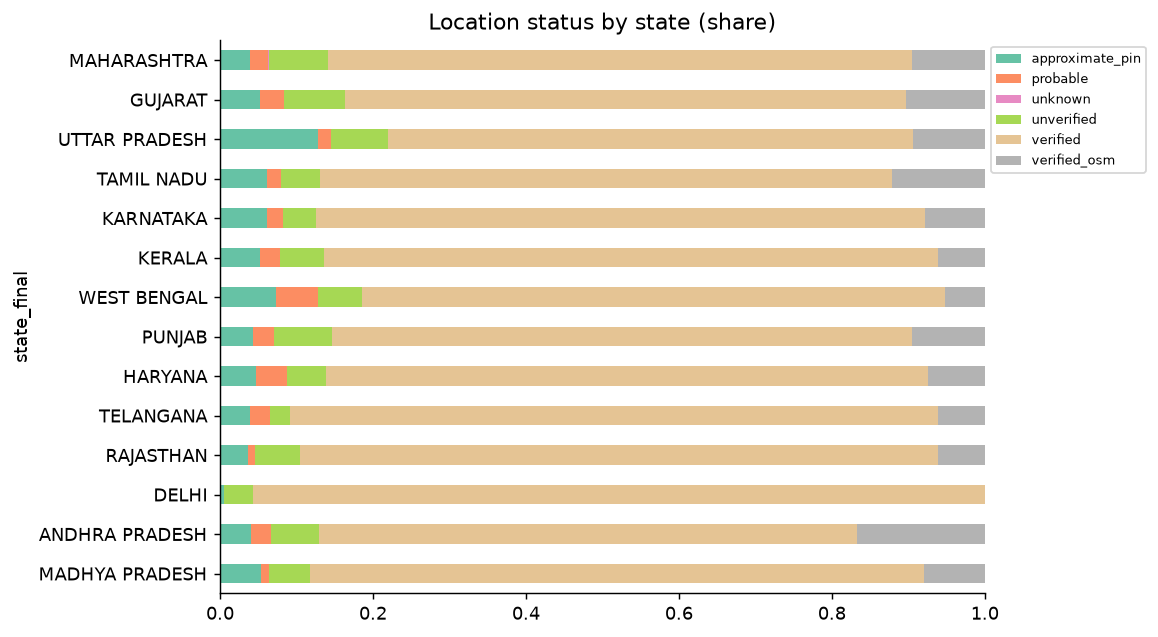 Location status by state (share)
MAHARASHTRA
GUJARAT
UTTAR PRADESH
TAMIL NADU
KARNATAKA
KERALA
WEST BENGAL
PUNJAB
HARYANA
TELANGANA
RAJASTHAN
DELHI
ANDHRA PRADESH
MADHYA PRADESH
state_final
0.0 0.2 0.4 0.6 0.8 1.0
approximate_pin
probable
unknown
unverified
verified
verified_osm